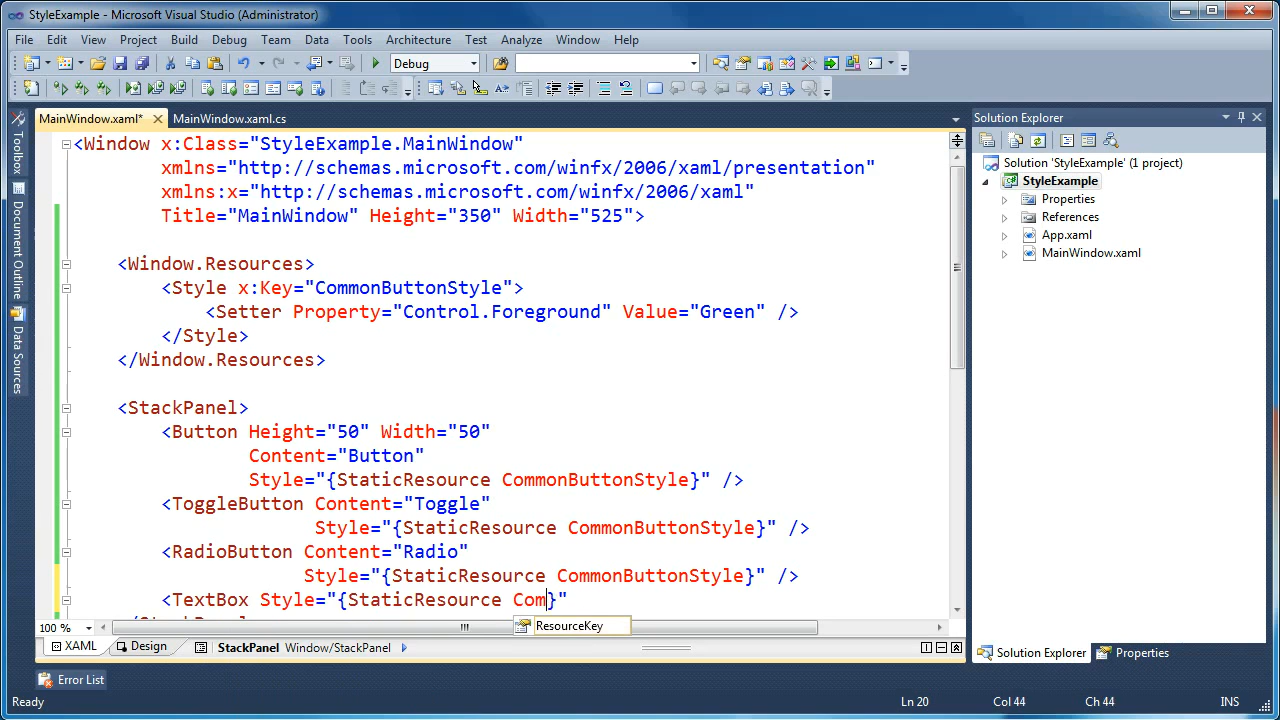 StyleExample - Microsoft Visual Studio (Administrator)
File Edit View Project Build Debug Team Data Tools Architecture Test Analyze Window Help
Debug
MainWindow.xaml* MainWindow.xaml.cs
Toolbox
Document Outline
Data Sources
<Window x:Class="StyleExample.MainWindow"
xmlns="http://schemas.microsoft.com/winfx/2006/xaml/presentation
xmlns:x="http://schemas.microsoft.com/winfx/2006/xaml"
Title="MainWindow" Height="350" Width="525">
<Window.Resources>
<Style x:Key="CommonButtonStyle">
<Setter Property="Control.Foreground" Value="Green" />
</Style>
</Window.Resources>
<StackPanel>
<Button Height="50" Width="50"
Content="Button"
Style="{StaticResource CommonButtonStyle}" />
<ToggleButton Content="Toggle"
Style="{StaticResource CommonButtonStyle}" />
<RadioButton Content="Radio"
Style="{StaticResource CommonButtonStyle}" />
<TextBox Style="{StaticResource Com}"
ResourceKey
100 %
XAML Design StackPanel Window/StackPanel
Error List
Solution Explorer
Solution 'StyleExample' (1 project)
StyleExample
Properties
References
App.xaml
MainWindow.xaml
Solution Explorer Properties
Ready Ln 20 Col 44 Ch 44 INS